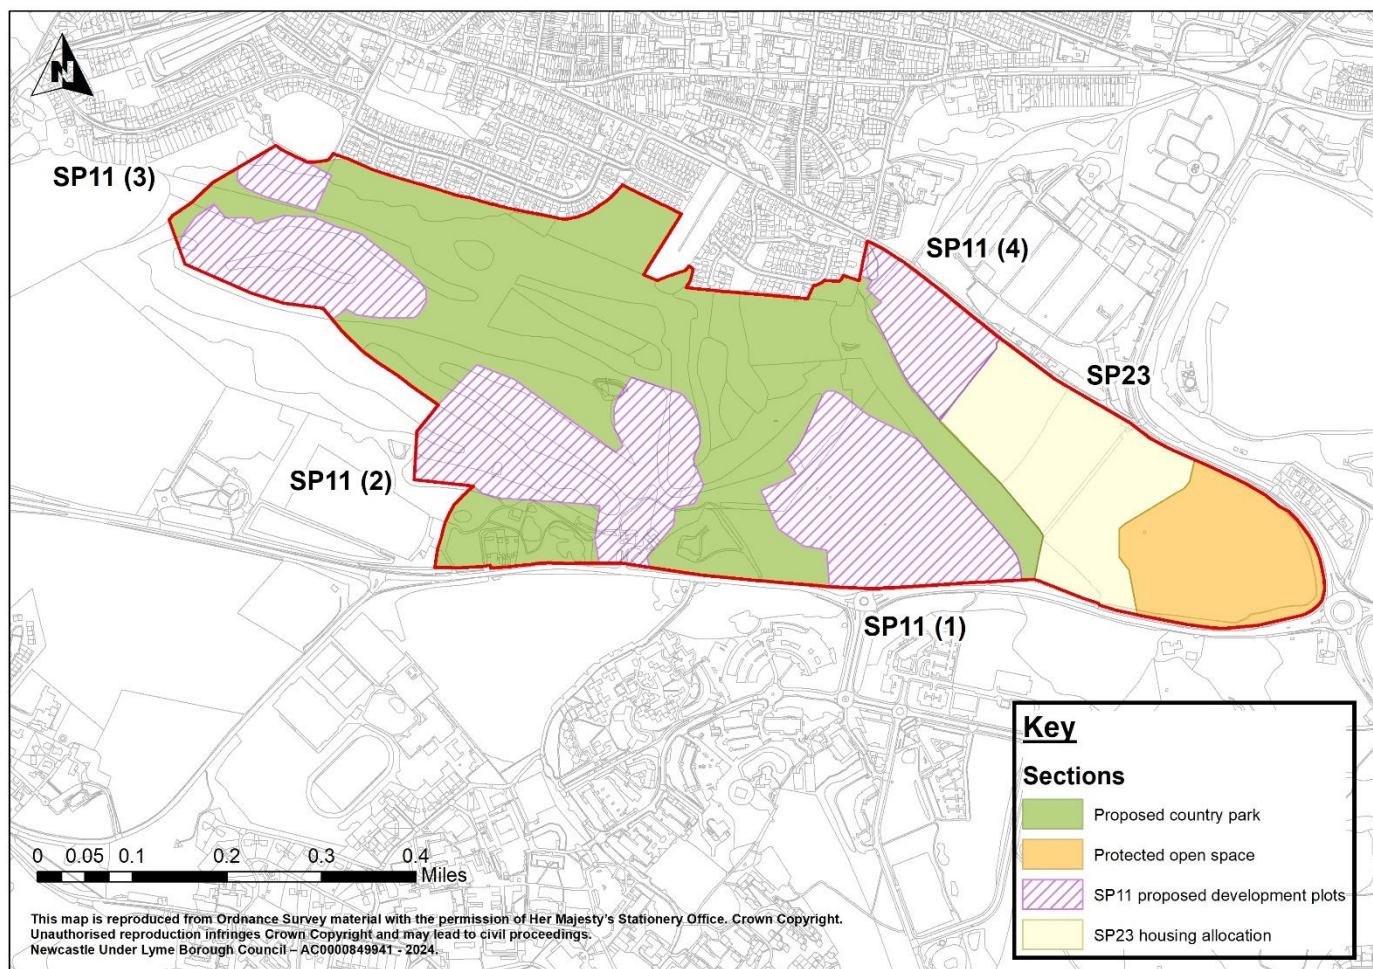 N
SP11 (3)
SP11 (4)
SP23
SP11 (2)
SP11 (1)
Key
Sections
Proposed country park
Protected open space
SP11 proposed development plots
SP23 housing allocation
0 0.05 0.1 0.2 0.3 0.4
Miles
This map is reproduced from Ordnance Survey material with the permission of Her Majesty's Stationery Office. Crown Copyright.
Unauthorised reproduction infringes Crown Copyright and may lead to civil proceedings.
Newcastle Under Lyme Borough Council – AC0000849941 - 2024.